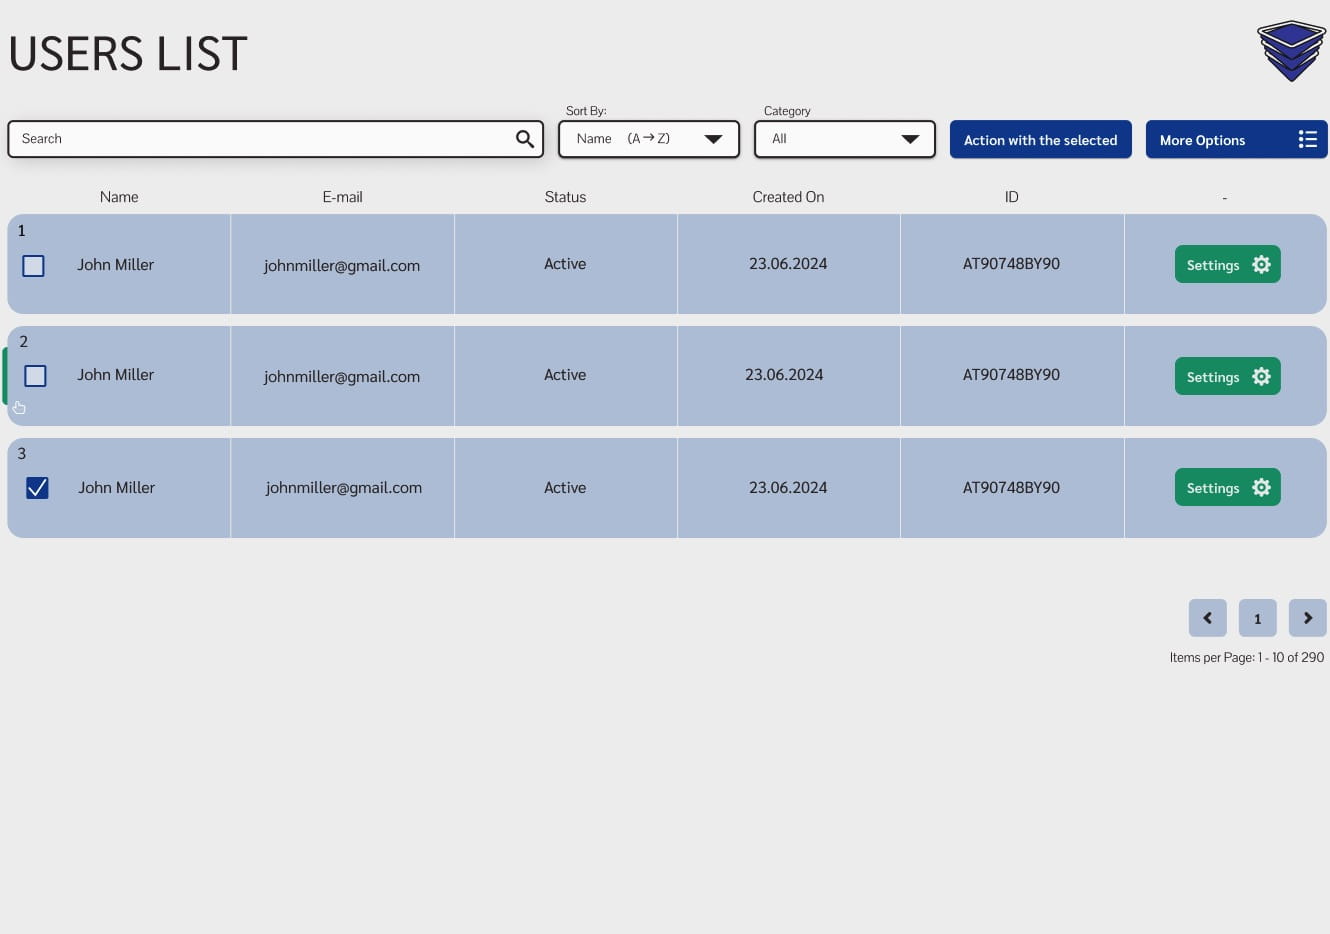 USERS LIST
Sort By:
Category
Search
Name (A→Z)
All
Action with the selected
More Options
Name E-mail Status Created On ID -
1
John Miller johnmiller@gmail.com Active 23.06.2024 AT90748BY90 Settings
2
John Miller johnmiller@gmail.com Active 23.06.2024 AT90748BY90 Settings
3
John Miller johnmiller@gmail.com Active 23.06.2024 AT90748BY90 Settings
1
Items per Page: 1 - 10 of 290